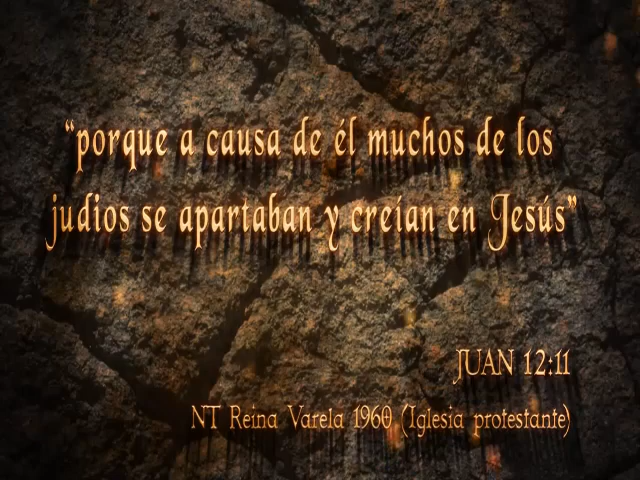 “porque a causa de él muchos de los
judios se apartaban y creían en Jesús”
JUAN 12:11
NT Reina Varela 1960 (Iglesia protestante)